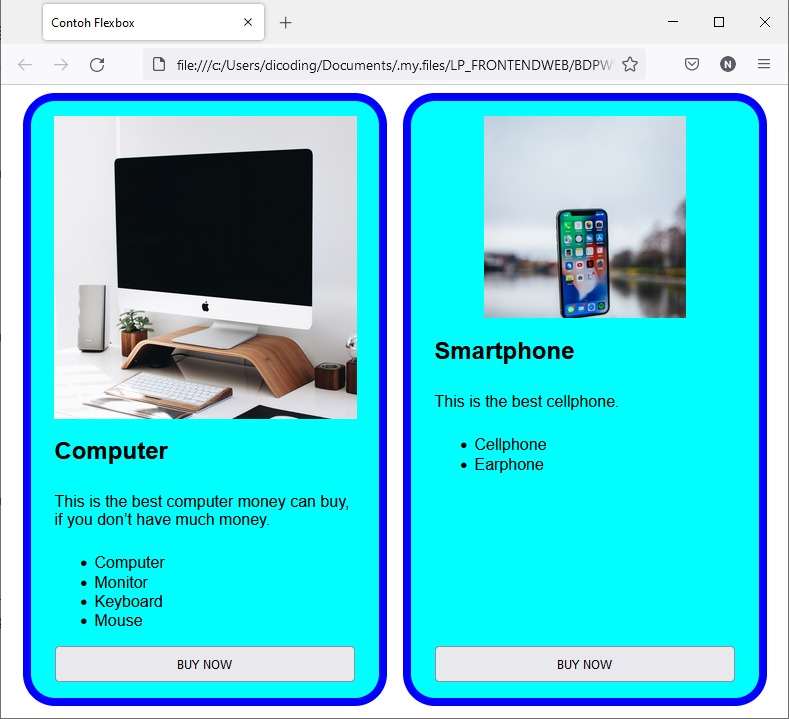 Contoh Flexbox
file:///c:/Users/dicoding/Documents/.my.files/LP_FRONTENDWEB/BDPW
N
Computer
This is the best computer money can buy,
if you don’t have much money.
• Computer
• Monitor
• Keyboard
• Mouse
BUY NOW
Smartphone
This is the best cellphone.
• Cellphone
• Earphone
BUY NOW